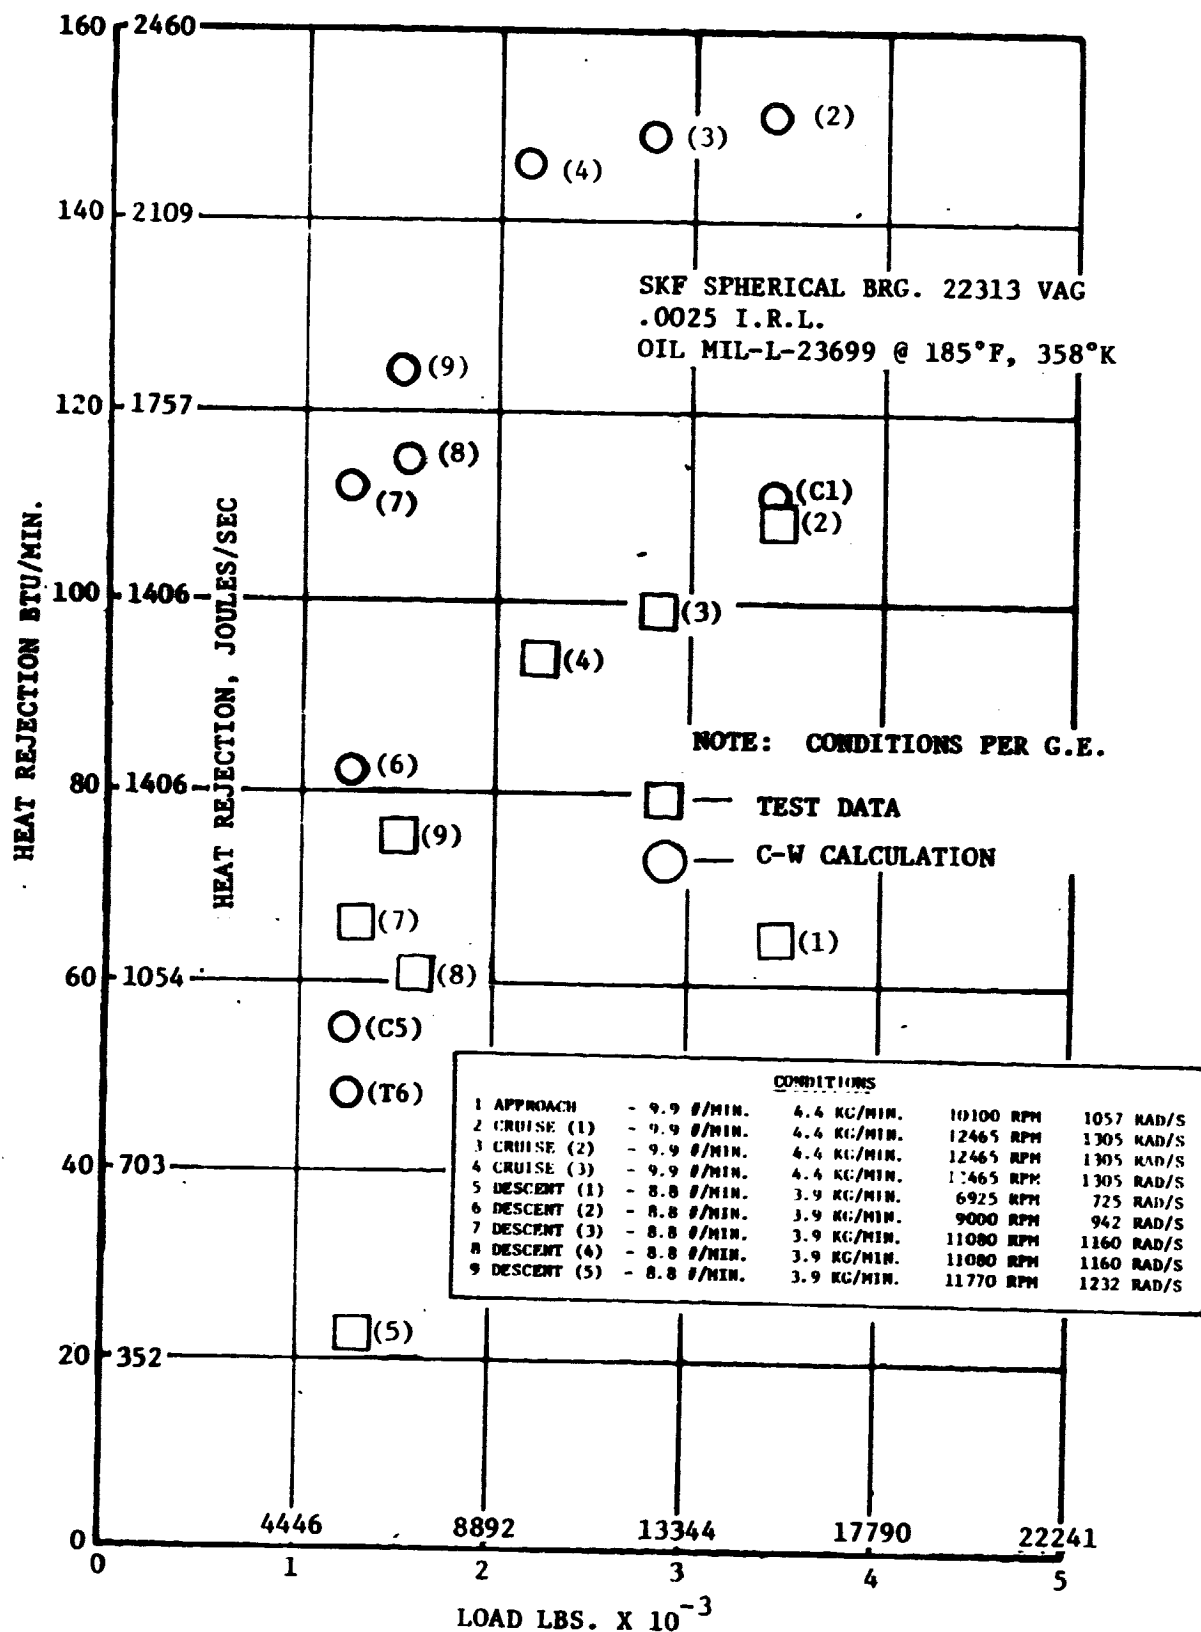 160 2460
(2)
(3)
(4)
140 2109
SKF SPHERICAL BRG. 22313 VAG
.0025 I.R.L.
OIL MIL-L-23699 @ 185°F, 358°K
(9)
120 1757
(8)
(7)
(C1)
(2)
HEAT REJECTION BTU/MIN.
HEAT REJECTION, JOULES/SEC
100 1406
(3)
(4)
NOTE: CONDITIONS PER G.E.
(6)
80 1406
TEST DATA
(9)
C-W CALCULATION
(7)
(1)
60 1054
(8)
(C5)
(T6)
CONDITIONS
1 APPROACH - 9.9 #/MIN. 4.4 KG/MIN. 10100 RPM 1057 RAD/S
2 CRUISE (1) - 9.9 #/MIN. 4.4 KG/MIN. 12465 RPM 1305 RAD/S
3 CRUISE (2) - 9.9 #/MIN. 4.4 KG/MIN. 12465 RPM 1305 RAD/S
4 CRUISE (3) - 9.9 #/MIN. 4.4 KG/MIN. RPM 1305 RAD/S
5 DESCENT (1) - 8.8 #/MIN. 3.9 KG/MIN. 6925 RPM 725 RAD/S
6 DESCENT (2) - 8.8 #/MIN. 3.9 KG/MIN. 9000 RPM 942 RAD/S
7 DESCENT (3) - 8.8 #/MIN. 3.9 KG/MIN. 11080 RPM 1160 RAD/S
8 DESCENT (4) - 8.8 #/MIN. 3.9 KG/MIN. 11080 RPM 1160 RAD/S
9 DESCENT (5) - 8.8 #/MIN. 3.9 KG/MIN. 11770 RPM 1232 RAD/S
40 703
(5)
20 352
4446 8892 13344 17790 22241
0
0 1 2 3 4 5
LOAD LBS. X 10⁻³